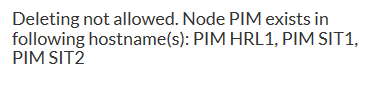 Deleting not allowed. Node PIM exists in
following hostname(s): PIM HRL1, PIM SIT1,
PIM SIT2